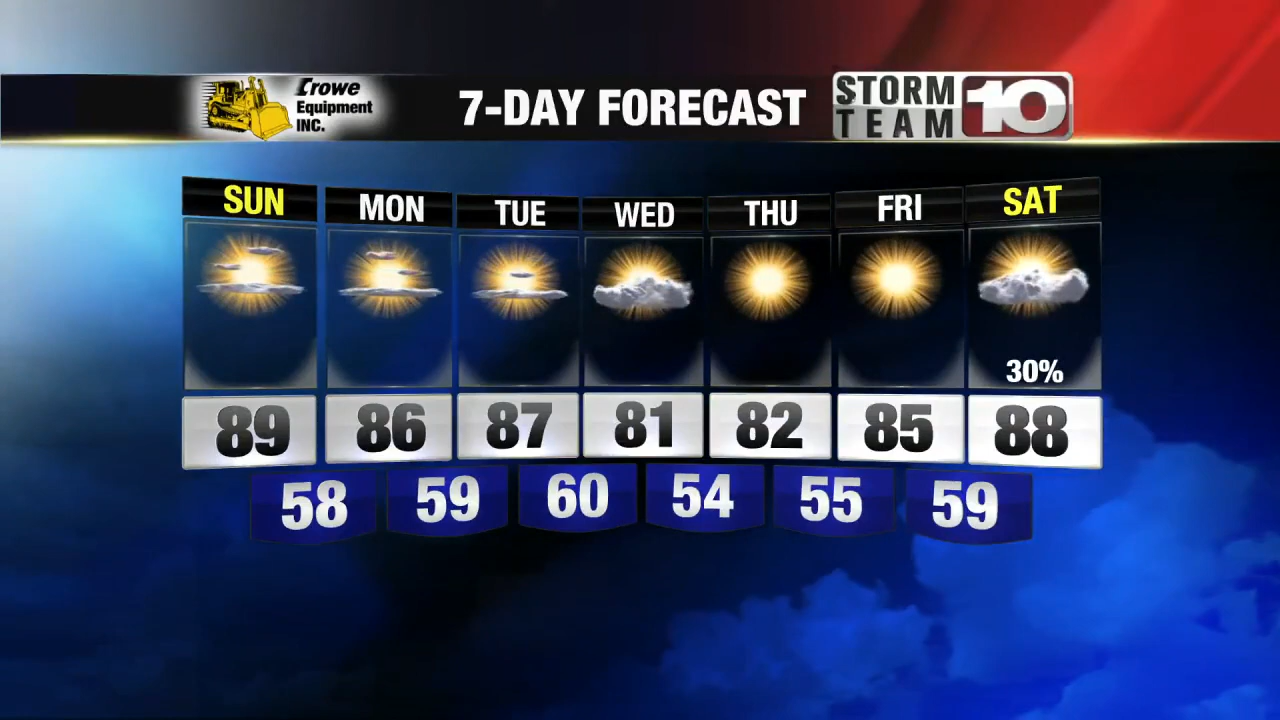 Crowe
Equipment
INC.
7-DAY FORECAST
STORM
TEAM
10
SUN MON TUE WED THU FRI SAT
30%
89 86 87 81 82 85 88
58 59 60 54 55 59